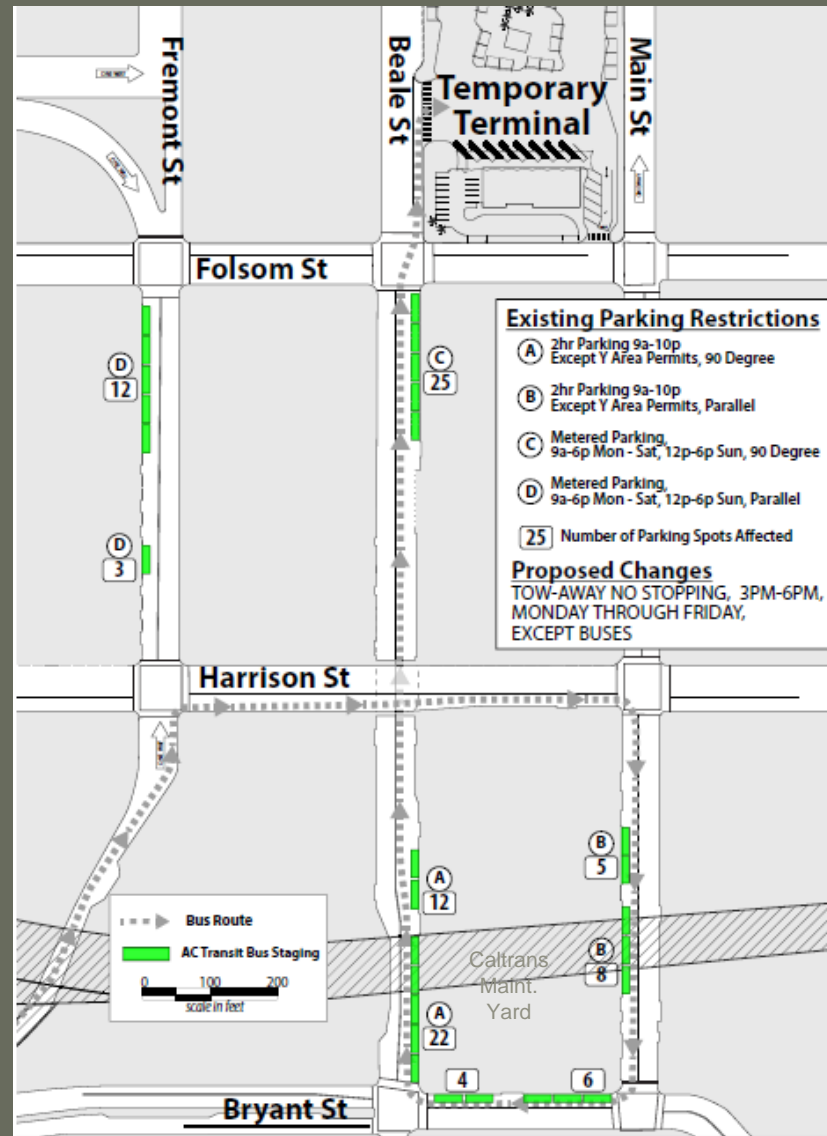 Fremont St
Beale St
Main St
Temporary
Terminal
ONE WAY
Folsom St
D
12
C
25
D
3
Existing Parking Restrictions
A 2hr Parking 9a-10p
Except Y Area Permits, 90 Degree
B 2hr Parking 9a-10p
Except Y Area Permits, Parallel
C Metered Parking,
9a-6p Mon - Sat, 12p-6p Sun, 90 Degree
D Metered Parking,
9a-6p Mon - Sat, 12p-6p Sun, Parallel
25 Number of Parking Spots Affected
Proposed Changes
TOW-AWAY NO STOPPING, 3PM-6PM,
MONDAY THROUGH FRIDAY,
EXCEPT BUSES
Harrison St
A
12
B
5
B
8
A
22
Caltrans
Maint.
Yard
Bus Route
AC Transit Bus Staging
0 100 200
scale in feet
4
6
Bryant St